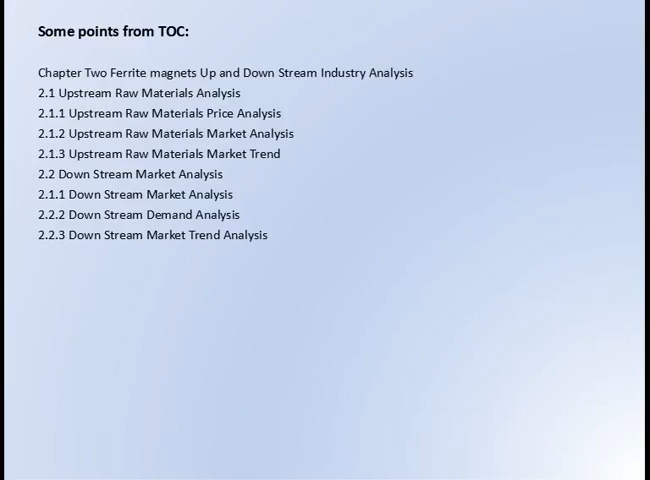 Some points from TOC:
Chapter Two Ferrite magnets Up and Down Stream Industry Analysis
2.1 Upstream Raw Materials Analysis
2.1.1 Upstream Raw Materials Price Analysis
2.1.2 Upstream Raw Materials Market Analysis
2.1.3 Upstream Raw Materials Market Trend
2.2 Down Stream Market Analysis
2.1.1 Down Stream Market Analysis
2.2.2 Down Stream Demand Analysis
2.2.3 Down Stream Market Trend Analysis